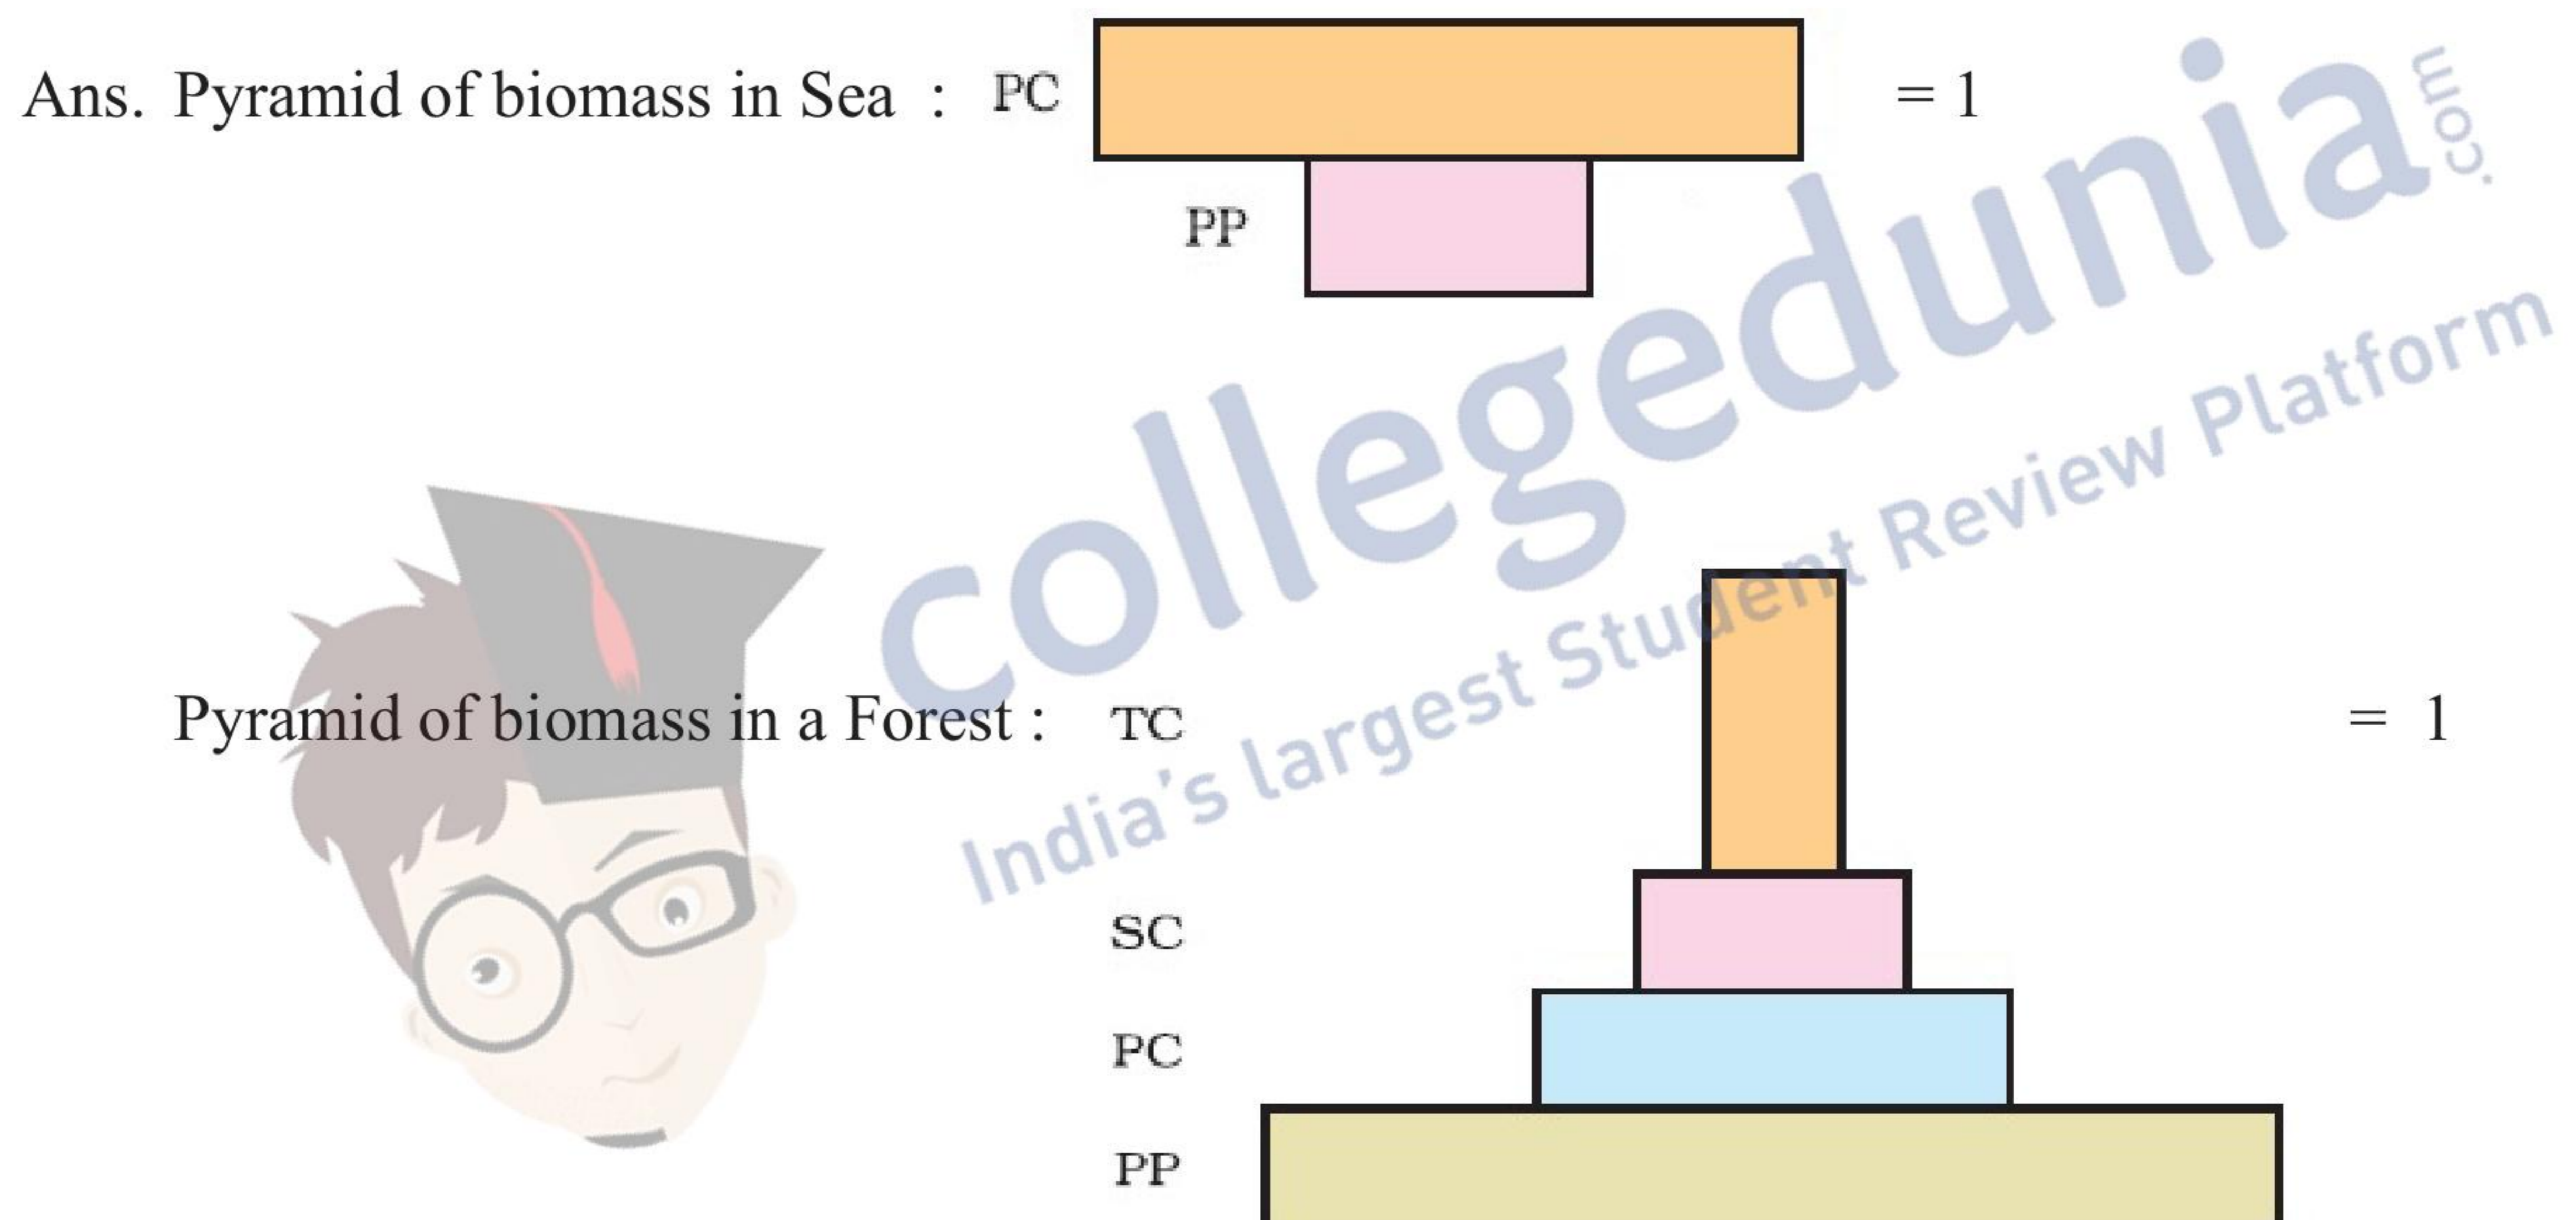 Ans. Pyramid of biomass in Sea : PC = 1
PP
collegedunia.com
India's largest Student Review Platform
Pyramid of biomass in a Forest : TC = 1
SC
PC
PP